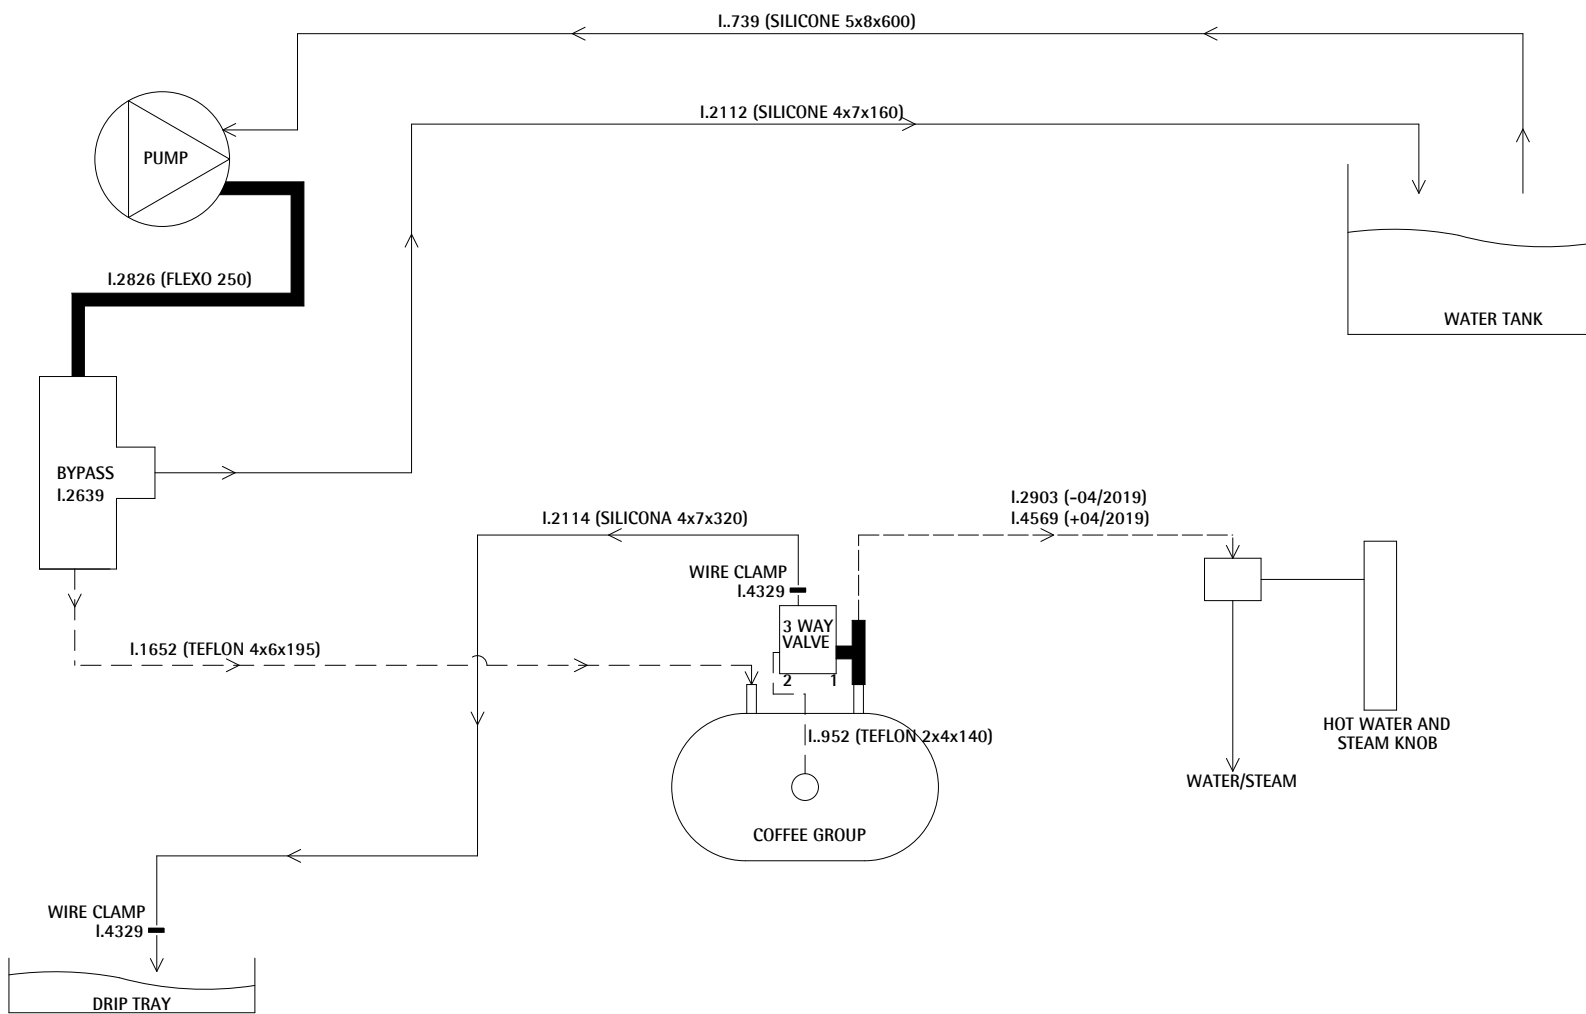 I..739 (SILICONE 5x8x600)
I.2112 (SILICONE 4x7x160)
PUMP
I.2826 (FLEXO 250)
WATER TANK
BYPASS
I.2639
I.2114 (SILICONA 4x7x320)
I.2903 (-04/2019)
I.4569 (+04/2019)
WIRE CLAMP
I.4329
3 WAY
VALVE
2
1
I.1652 (TEFLON 4x6x195)
I..952 (TEFLON 2x4x140)
HOT WATER AND
STEAM KNOB
WATER/STEAM
COFFEE GROUP
WIRE CLAMP
I.4329
DRIP TRAY